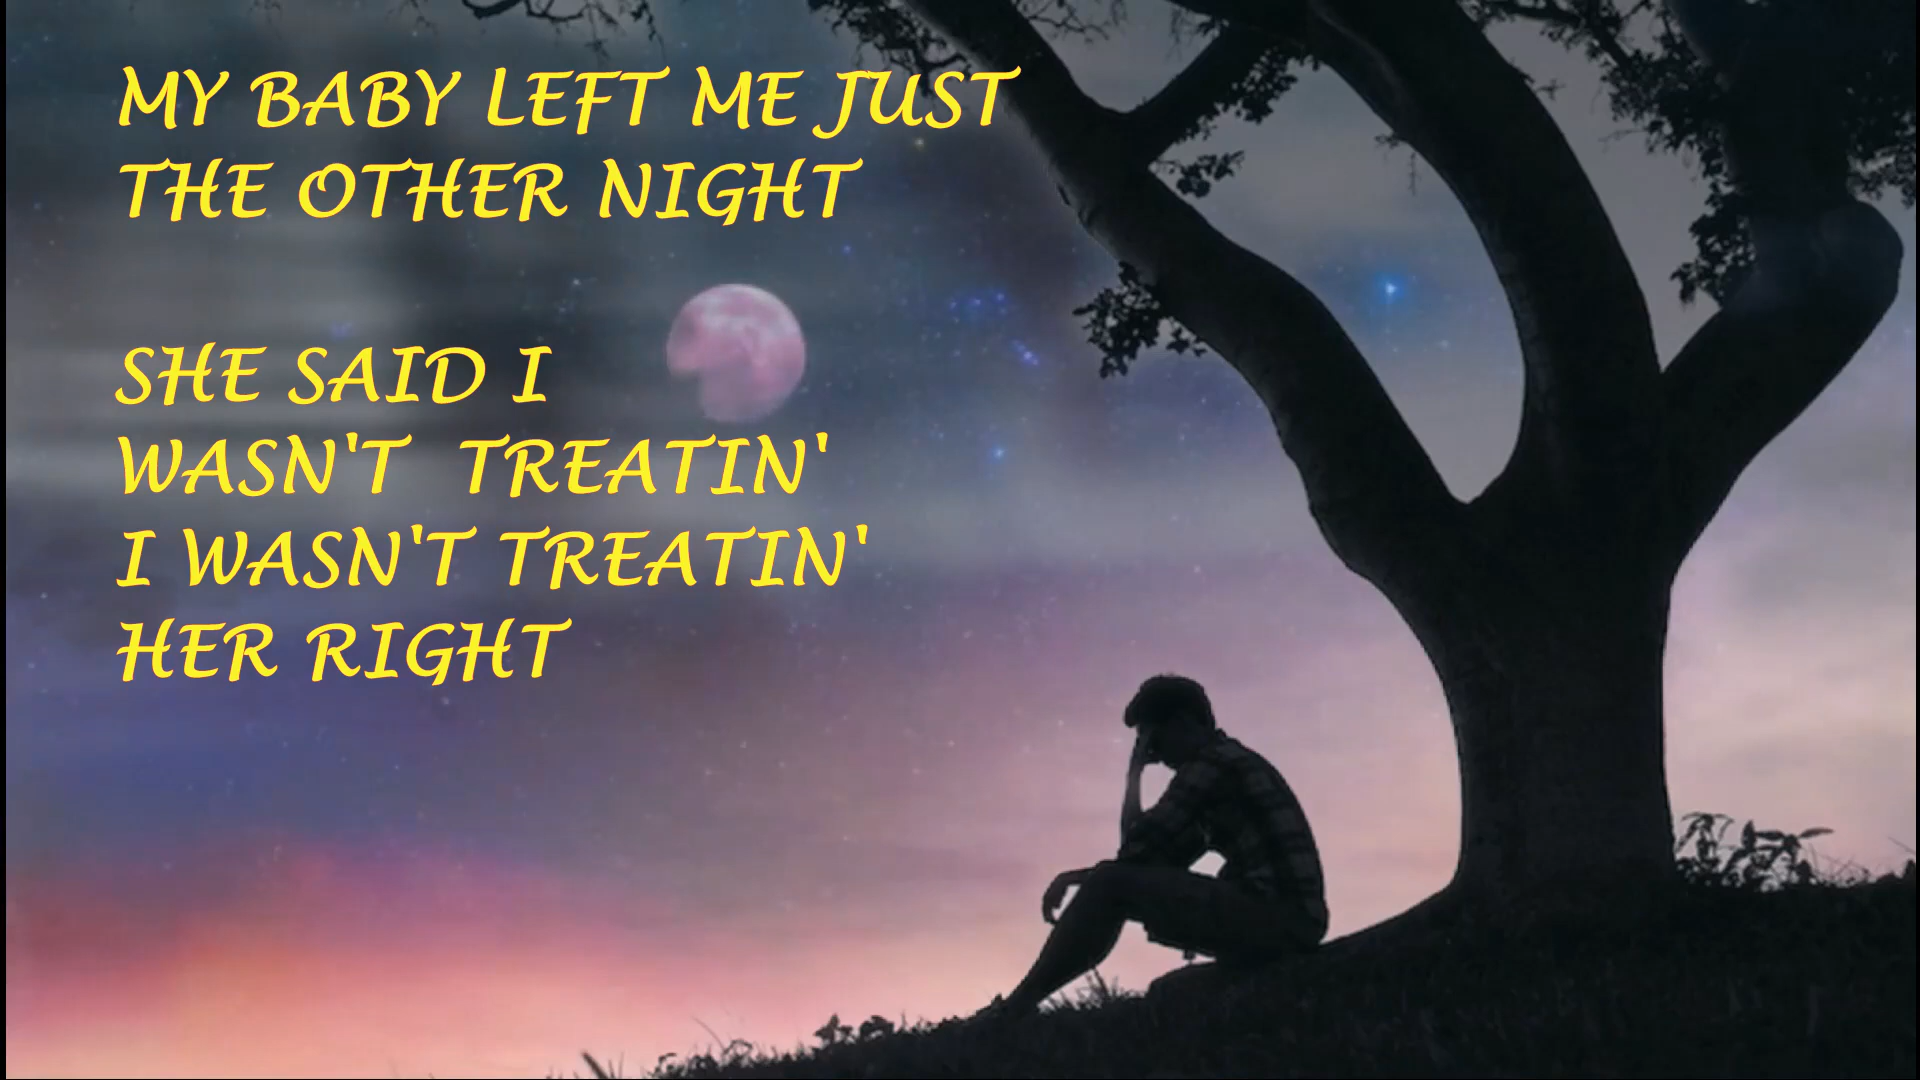 MY BABY LEFT ME JUST
THE OTHER NIGHT
SHE SAID I
WASN'T  TREATIN'
I WASN'T TREATIN'
HER RIGHT